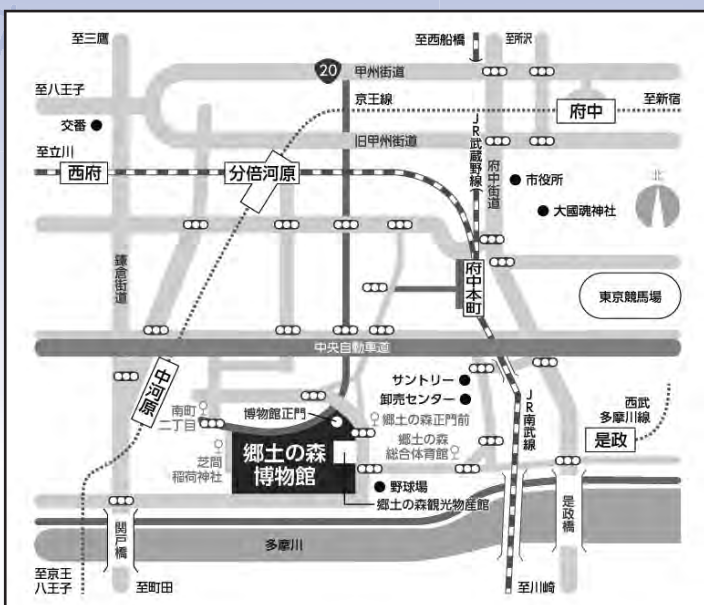 至三鷹
至西船橋
至所沢
20
甲州街道
至八王子
京王線
府中
至新宿
交番
旧甲州街道
至立川
西府
分倍河原
JR武蔵野線
府中街道
市役所
北
大國魂神社
鎌倉街道
府中本町
東京競馬場
中央自動車道
中河原
サントリー
卸売センター
JR南武線
西武
多摩川線
是政
南町
二丁目
博物館正門
郷土の森正門前
芝間
稲荷神社
郷土の森
博物館
郷土の森
総合体育館
野球場
郷土の森観光物産館
関戸橋
多摩川
是政橋
至京王
八王子
至町田
至川崎